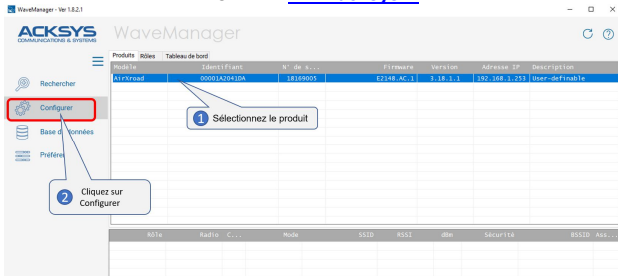 WaveManager - Ver 1.8.2.1
ACKSYS
COMMUNICATIONS & SYSTEMS
WaveManager
Produits Rôles Tableau de bord
Modèle Identifiant N° de s... Firmware Version Adresse IP Description
AirXroad 00001A2041DA 18169005 E2148.AC.1 3.18.1.1 192.168.1.253 User-definable
Rechercher
Configurer
1 Sélectionnez le produit
Base d données
Préfére
2 Cliquez sur
Configurer
Rôle Radio C... Mode SSID RSSI dBm Sécurité BSSID Ass...